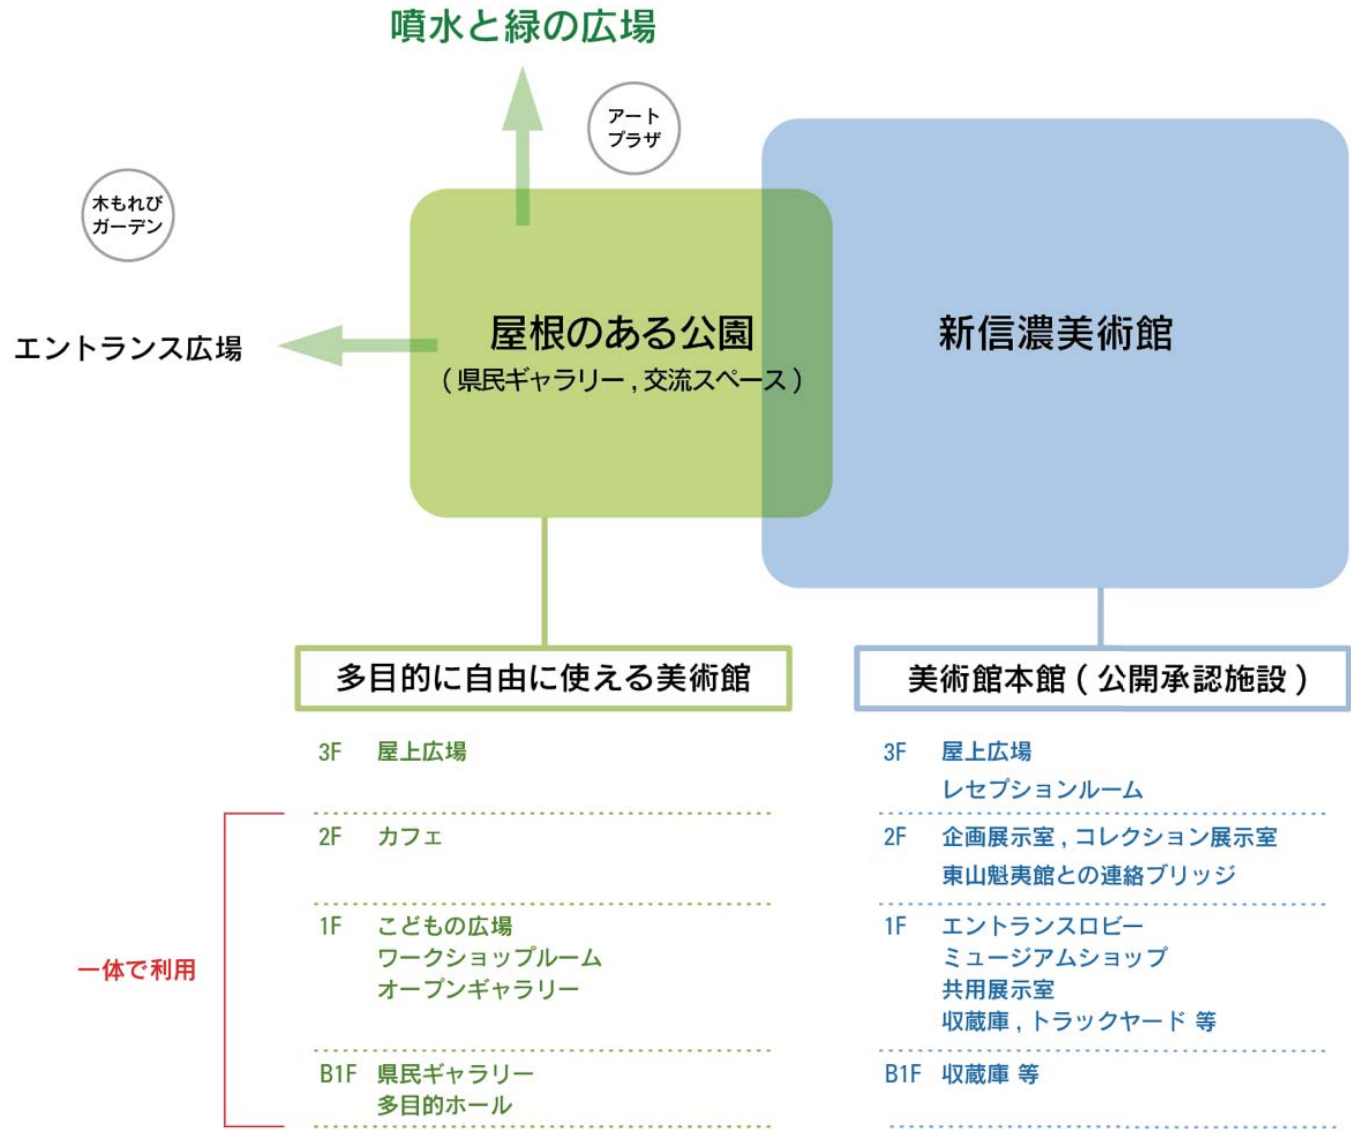 噴水と緑の広場
アート
プラザ
木もれび
ガーデン
エントランス広場
屋根のある公園
( 県民ギャラリー , 交流スペース )
新信濃美術館
多目的に自由に使える美術館
3F 屋上広場
2F カフェ
1F こどもの広場
ワークショップルーム
オープンギャラリー
B1F 県民ギャラリー
多目的ホール
一体で利用
美術館本館 ( 公開承認施設 )
3F 屋上広場
レセプションルーム
2F 企画展示室 , コレクション展示室
東山魁夷館との連絡ブリッジ
1F エントランスロビー
ミュージアムショップ
共用展示室
収蔵庫 , トラックヤード 等
B1F 収蔵庫 等